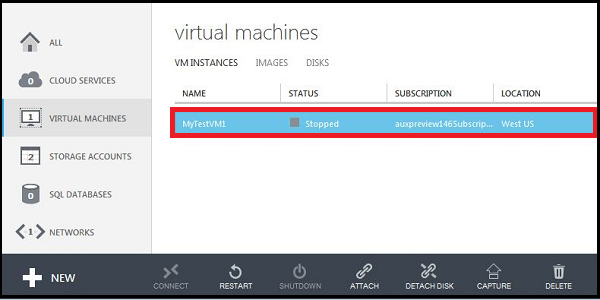 virtual machines
ALL
VM INSTANCES IMAGES DISKS
0 CLOUD SERVICES
NAME STATUS SUBSCRIPTION LOCATION
1 VIRTUAL MACHINES
MyTestVM1 Stopped auxpreview146Subscrip... West US
2 STORAGE ACCOUNTS
0 SQL DATABASES
1 NETWORKS
NEW
CONNECT RESTART SHUTDOWN ATTACH DETACH DISK CAPTURE DELETE